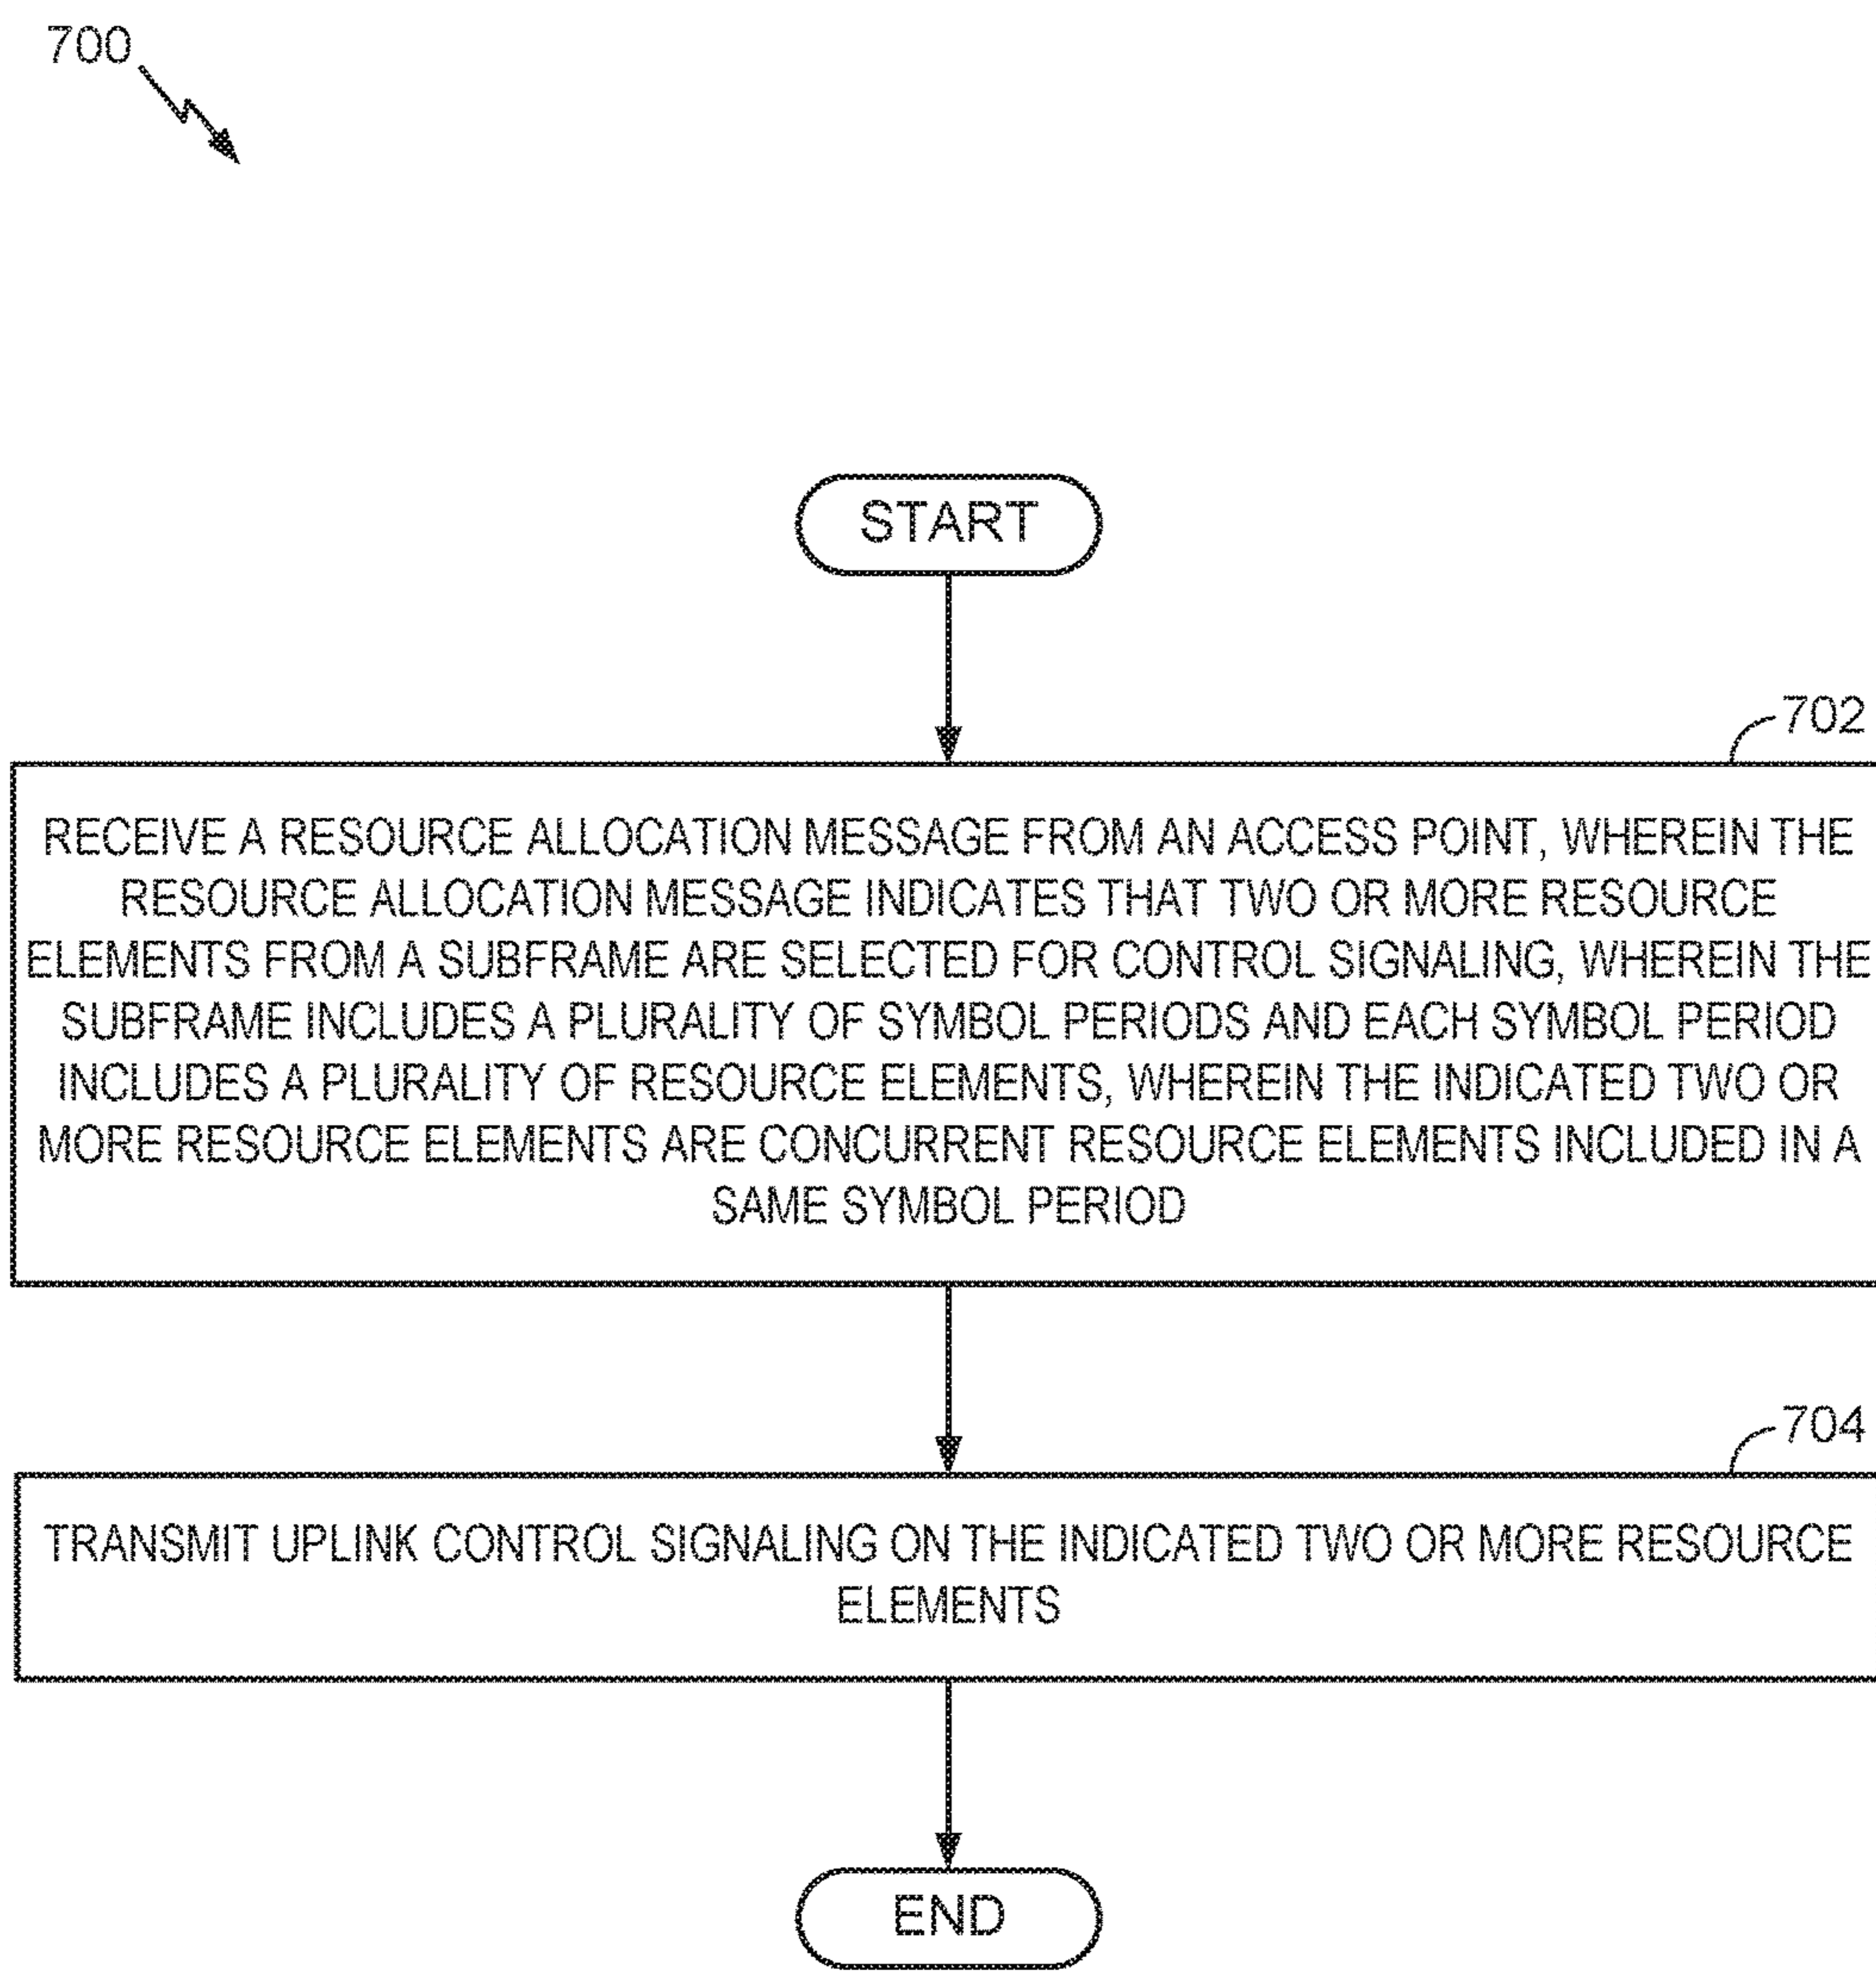 700
START
702
RECEIVE A RESOURCE ALLOCATION MESSAGE FROM AN ACCESS POINT, WHEREIN THE
RESOURCE ALLOCATION MESSAGE INDICATES THAT TWO OR MORE RESOURCE
ELEMENTS FROM A SUBFRAME ARE SELECTED FOR CONTROL SIGNALING, WHEREIN THE
SUBFRAME INCLUDES A PLURALITY OF SYMBOL PERIODS AND EACH SYMBOL PERIOD
INCLUDES A PLURALITY OF RESOURCE ELEMENTS, WHEREIN THE INDICATED TWO OR
MORE RESOURCE ELEMENTS ARE CONCURRENT RESOURCE ELEMENTS INCLUDED IN A
SAME SYMBOL PERIOD
704
TRANSMIT UPLINK CONTROL SIGNALING ON THE INDICATED TWO OR MORE RESOURCE
ELEMENTS
END